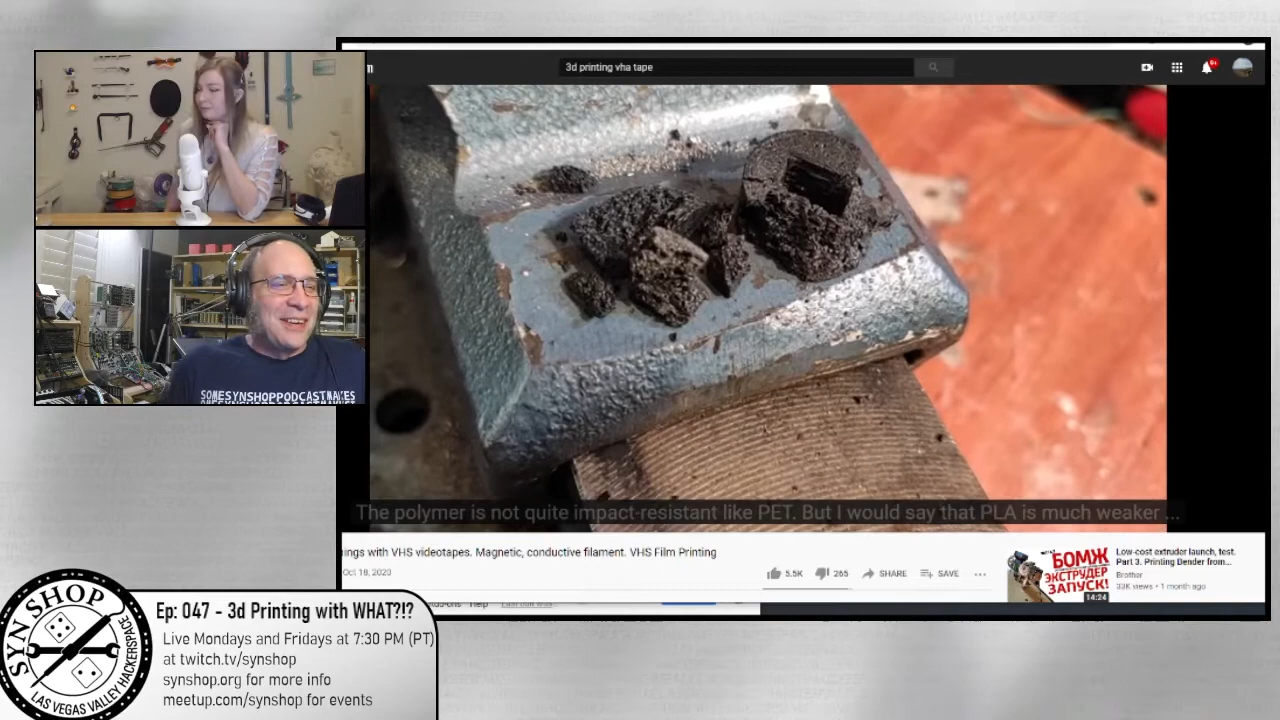 3d printing vha tape
9+
The polymer is not quite impact-resistant like PET. But I would say that PLA is much weaker ...
ings with VHS videotapes. Magnetic, conductive filament. VHS Film Printing
Oct 18, 2020
5.5K
265
SHARE
SAVE
БОМЖ
ЭКСТРУДЕР
ЗАПУСК!
14:24
Low-cost extruder launch, test.
Part 3. Printing Bender from...
Brother
33K views • 1 month ago
Help
SOMESYNSHOPPODCASTMAKES
SYN SHOP
LAS VEGAS VALLEY HACKERSPACE
Ep: 047 - 3d Printing with WHAT?!?
Live Mondays and Fridays at 7:30 PM (PT)
at twitch.tv/synshop
synshop.org for more info
meetup.com/synshop for events